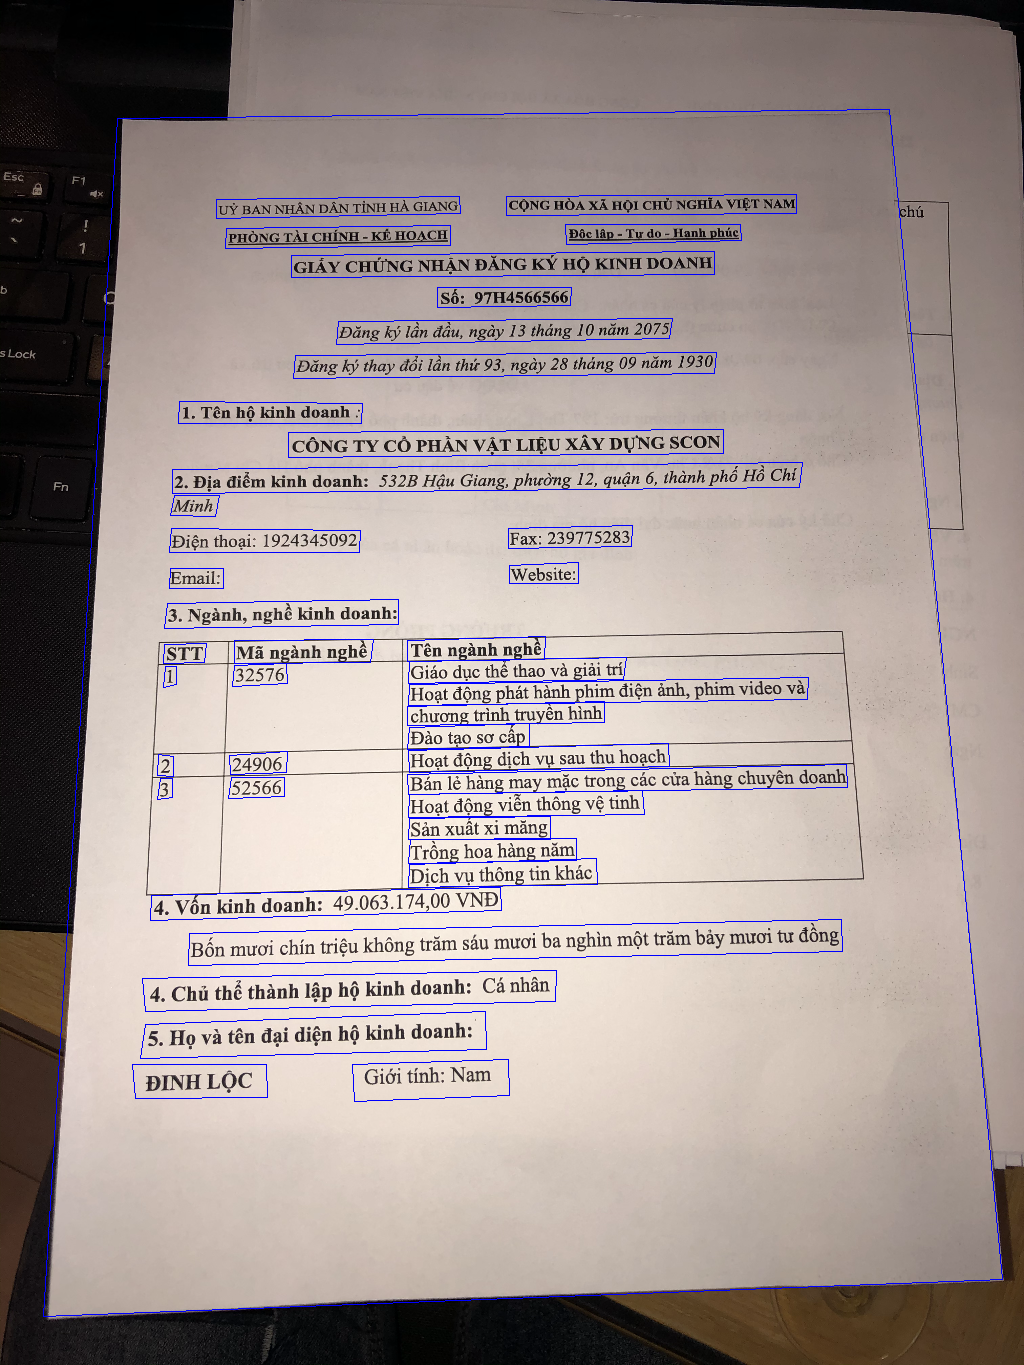 UỶ BAN NHÂN DÂN TỈNH HÀ GIANG
CỘNG HÒA XÃ HỘI CHỦ NGHĨA VIỆT NAM
PHÒNG TÀI CHÍNH - KẾ HOẠCH
Độc lập - Tự do - Hạnh phúc
GIẤY CHỨNG NHẬN ĐĂNG KÝ HỘ KINH DOANH
Số: 97H4566566
Đăng ký lần đầu, ngày 13 tháng 10 năm 2075
Đăng ký thay đổi lần thứ 93, ngày 28 tháng 09 năm 1930
1. Tên hộ kinh doanh :
CÔNG TY CỔ PHẦN VẬT LIỆU XÂY DỰNG SCON
2. Địa điểm kinh doanh: 532B Hậu Giang, phường 12, quận 6, thành phố Hồ Chí
Minh
Điện thoại: 1924345092
Fax: 239775283
Email:
Website:
3. Ngành, nghề kinh doanh:
STT Mã ngành nghề Tên ngành nghề
1 32576 Giáo dục thể thao và giải trí
Hoạt động phát hành phim điện ảnh, phim video và
chương trình truyền hình
Đào tạo sơ cấp
2 24906 Hoạt động dịch vụ sau thu hoạch
3 52566 Bán lẻ hàng may mặc trong các cửa hàng chuyên doanh
Hoạt động viễn thông vệ tinh
Sản xuất xi măng
Trồng hoa hàng năm
Dịch vụ thông tin khác
4. Vốn kinh doanh: 49.063.174,00 VNĐ
Bốn mươi chín triệu không trăm sáu mươi ba nghìn một trăm bảy mươi tư đồng
4. Chủ thể thành lập hộ kinh doanh: Cá nhân
5. Họ và tên đại diện hộ kinh doanh:
ĐINH LỘC
Giới tính: Nam
chú
Esc
F1
~
`
!
1
b
s Lock
Fn